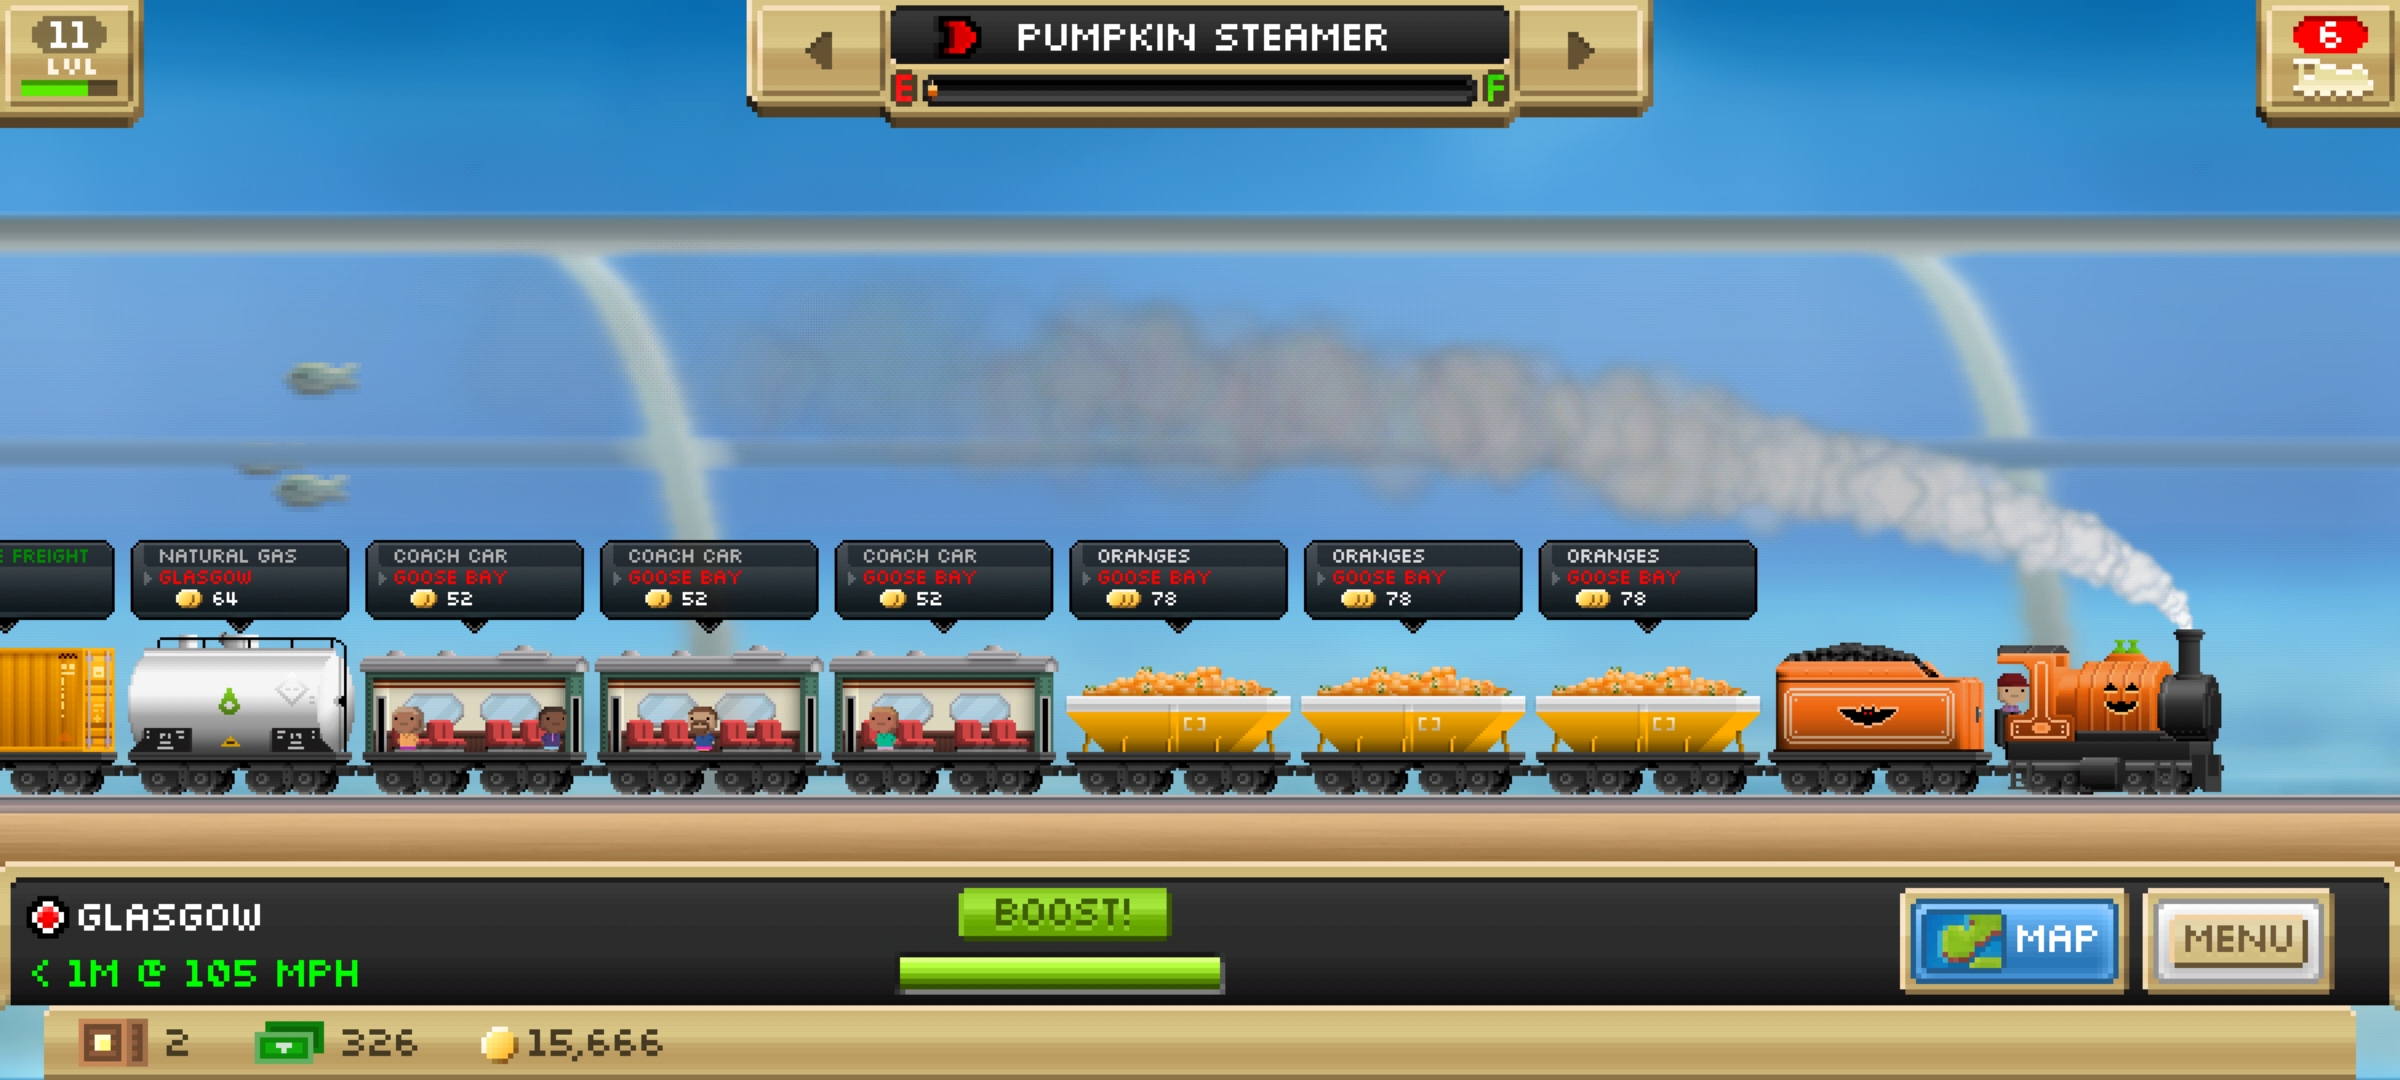 11
LVL
PUMPKIN STEAMER
E F
6
E FREIGHT
NATURAL GAS
GLASGOW
64
COACH CAR
GOOSE BAY
52
COACH CAR
GOOSE BAY
52
COACH CAR
GOOSE BAY
52
ORANGES
GOOSE BAY
78
ORANGES
GOOSE BAY
78
ORANGES
GOOSE BAY
78
GLASGOW
< 1M @ 105 MPH
BOOST!
MAP
MENU
2
326
15,666